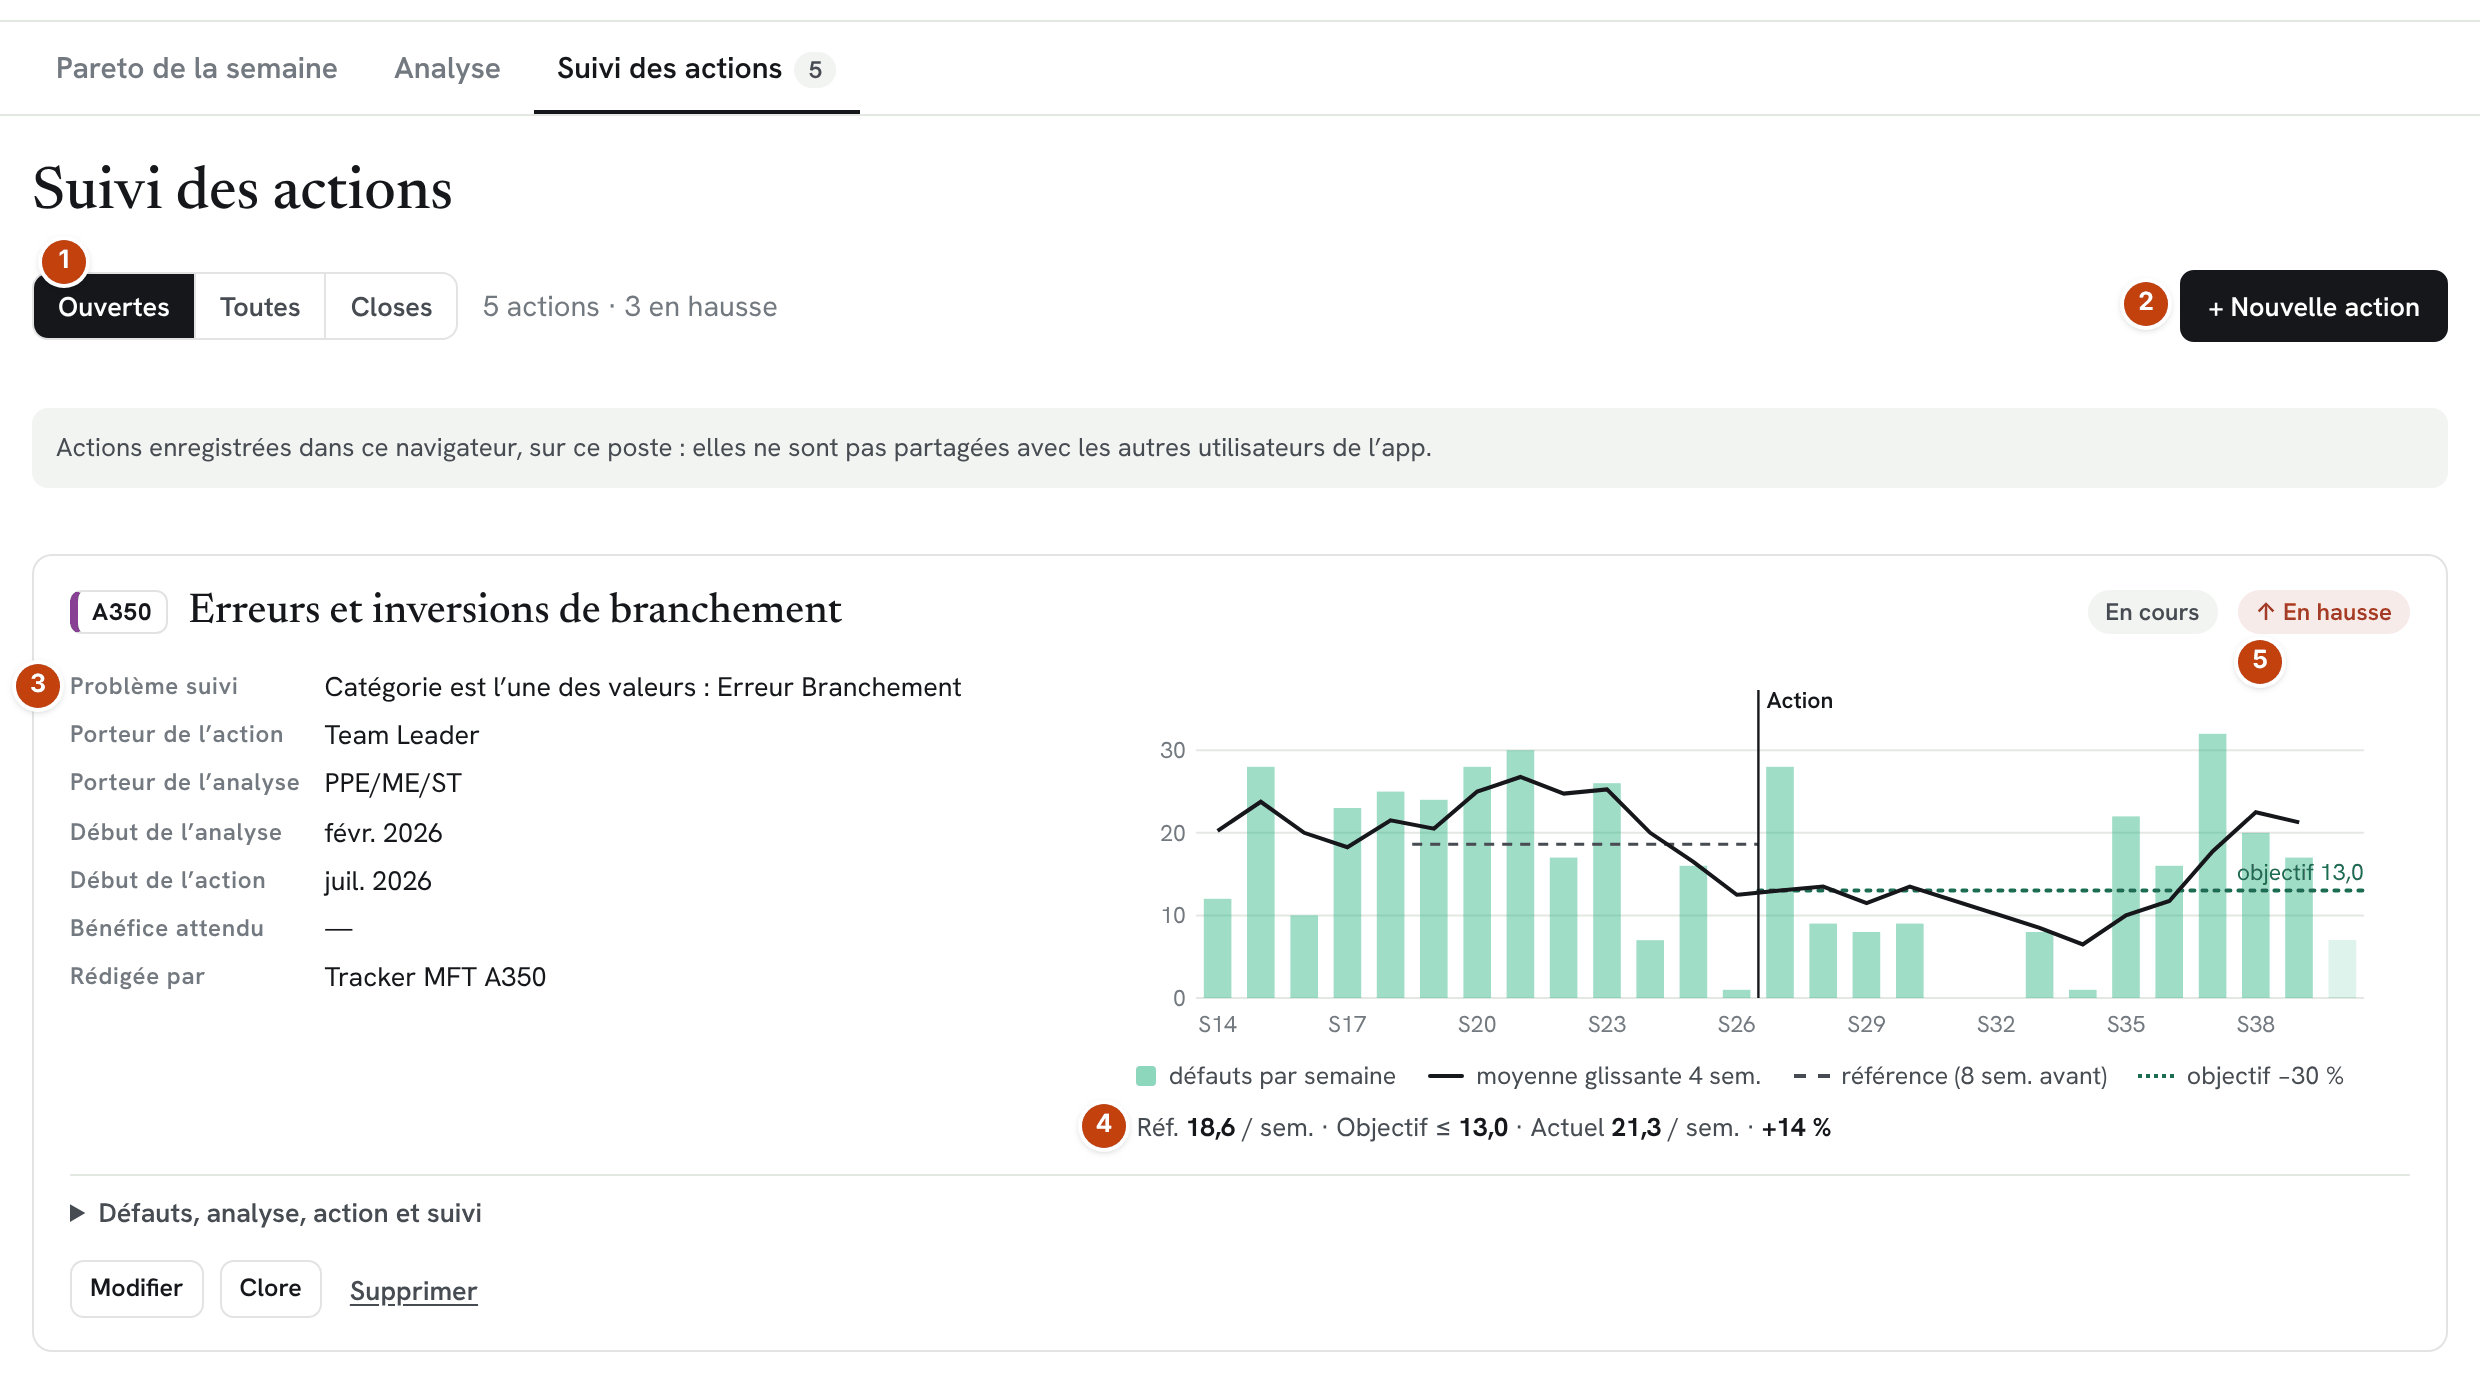 Pareto de la semaine Analyse Suivi des actions 5
Suivi des actions
1
Ouvertes Toutes Closes 5 actions · 3 en hausse 2 + Nouvelle action
Actions enregistrées dans ce navigateur, sur ce poste : elles ne sont pas partagées avec les autres utilisateurs de l’app.
A350 Erreurs et inversions de branchement En cours ↑ En hausse
5
3 Problème suivi Catégorie est l’une des valeurs : Erreur Branchement
Porteur de l’action Team Leader
Porteur de l’analyse PPE/ME/ST
Début de l’analyse févr. 2026
Début de l’action juil. 2026
Bénéfice attendu —
Rédigée par Tracker MFT A350
Action
30
20
objectif 13,0
10
0
S14 S17 S20 S23 S26 S29 S32 S35 S38
défauts par semaine moyenne glissante 4 sem. référence (8 sem. avant) objectif −30 %
4 Réf. 18,6 / sem. · Objectif ≤ 13,0 · Actuel 21,3 / sem. · +14 %
▶ Défauts, analyse, action et suivi
Modifier Clore Supprimer